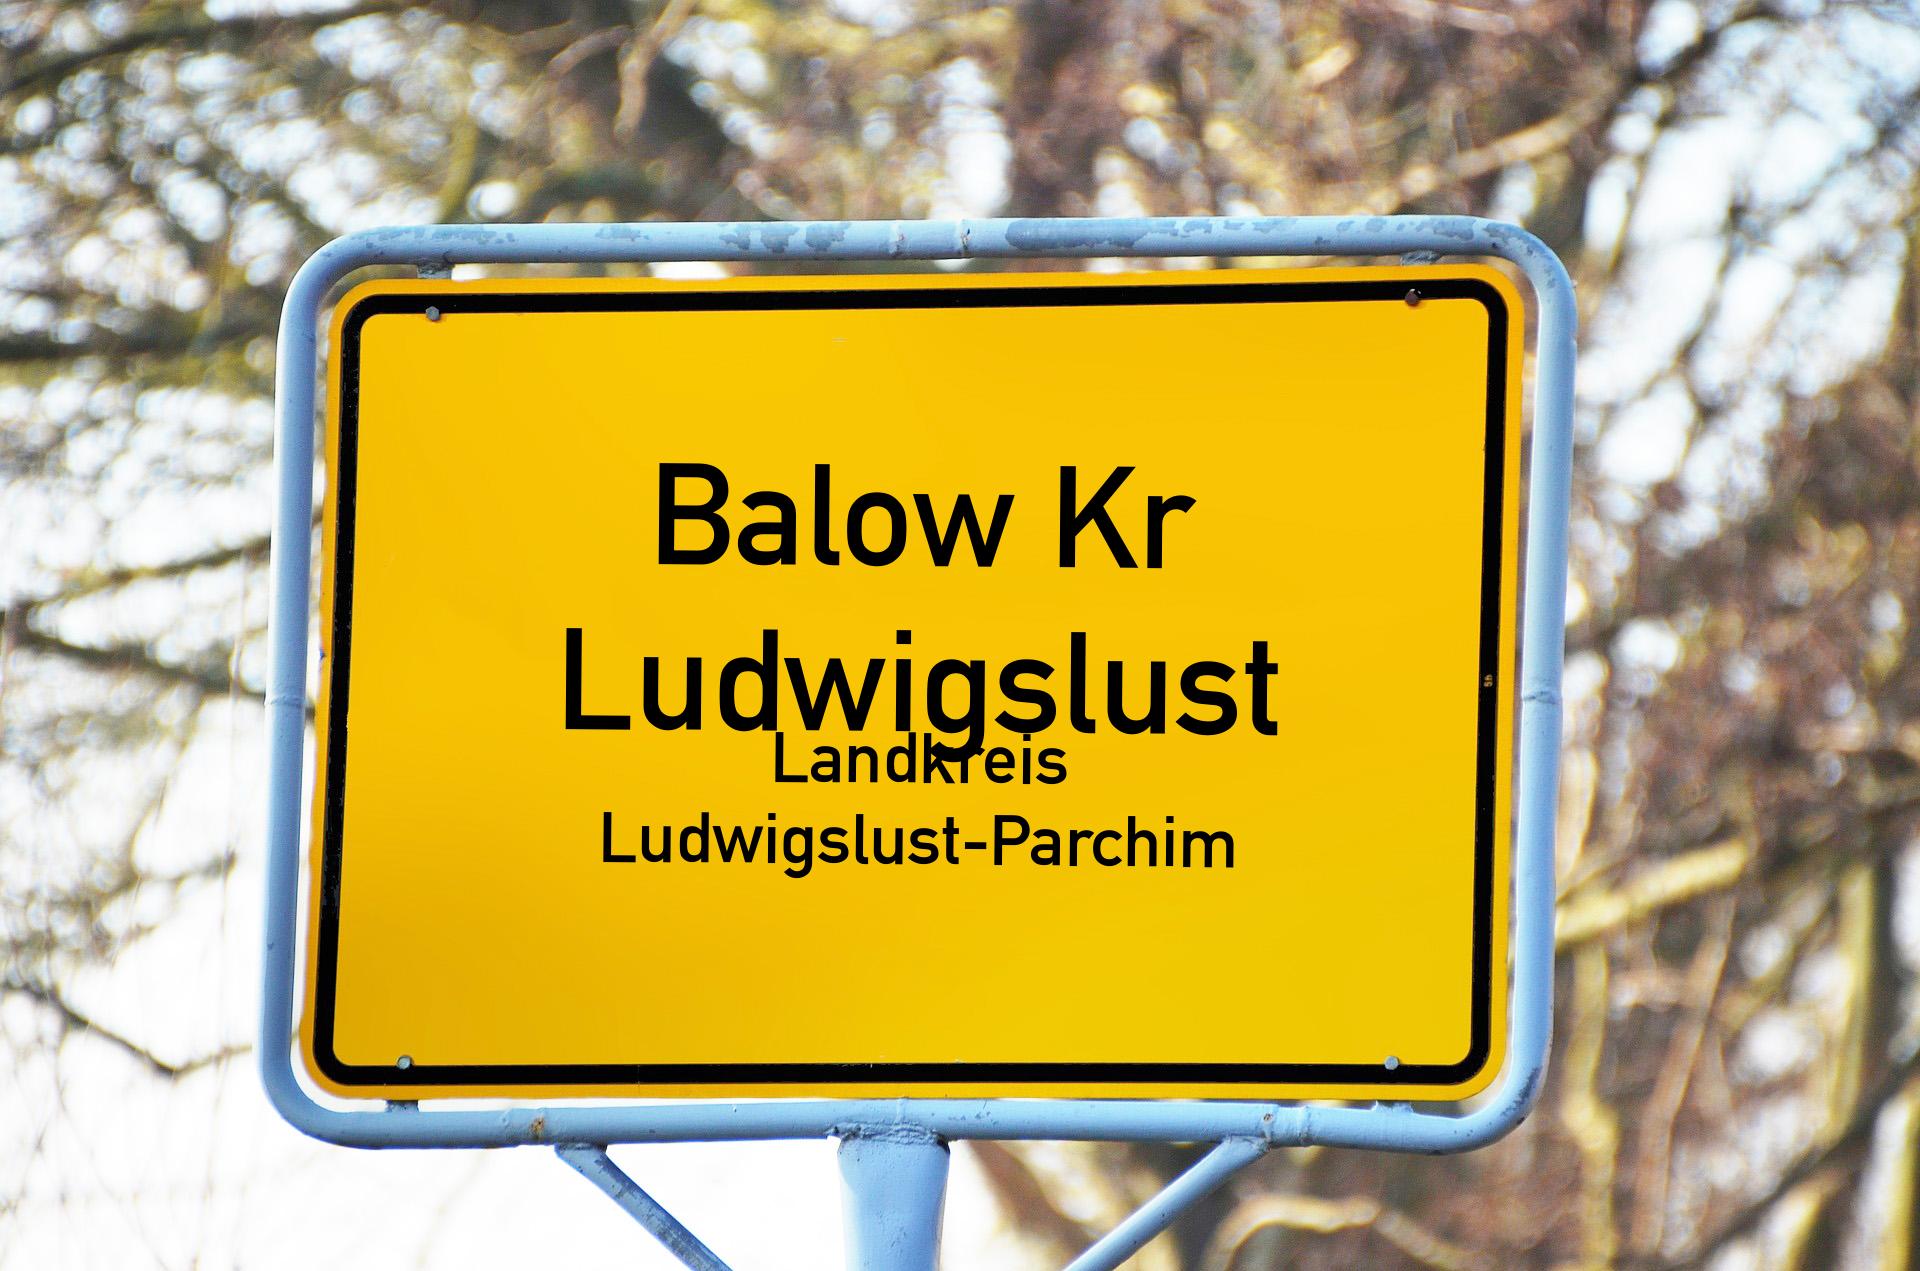 Balow Kr
Ludwigslust
Landkreis
Ludwigslust-Parchim